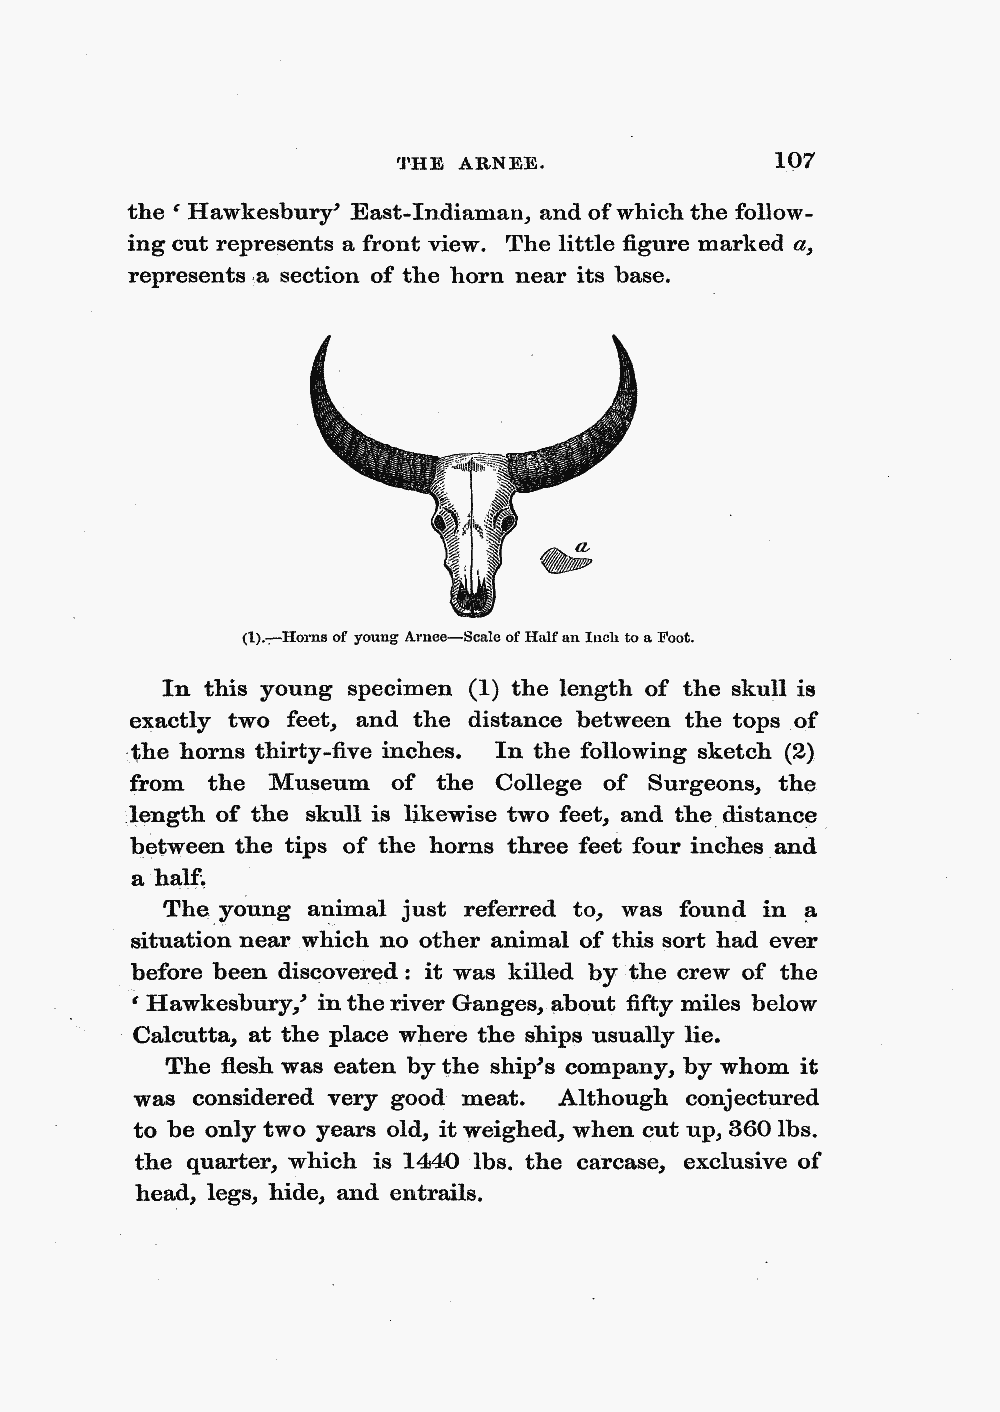 THE ARNEE. 107
the ‘ Hawkesbury’ East-Indiaman, and of which the follow-
ing cut represents a front view. The little figure marked a,
represents a section of the horn near its base.
a
(1).—Horns of young Arnee—Scale of Half an Inch to a Foot.
In this young specimen (1) the length of the skull is
exactly two feet, and the distance between the tops of
the horns thirty-five inches. In the following sketch (2)
from the Museum of the College of Surgeons, the
length of the skull is likewise two feet, and the distance
between the tips of the horns three feet four inches and
a half.
The young animal just referred to, was found in a
situation near which no other animal of this sort had ever
before been discovered : it was killed by the crew of the
‘ Hawkesbury,’ in the river Ganges, about fifty miles below
Calcutta, at the place where the ships usually lie.
The flesh was eaten by the ship’s company, by whom it
was considered very good meat. Although conjectured
to be only two years old, it weighed, when cut up, 360 lbs.
the quarter, which is 1440 lbs. the carcase, exclusive of
head, legs, hide, and entrails.